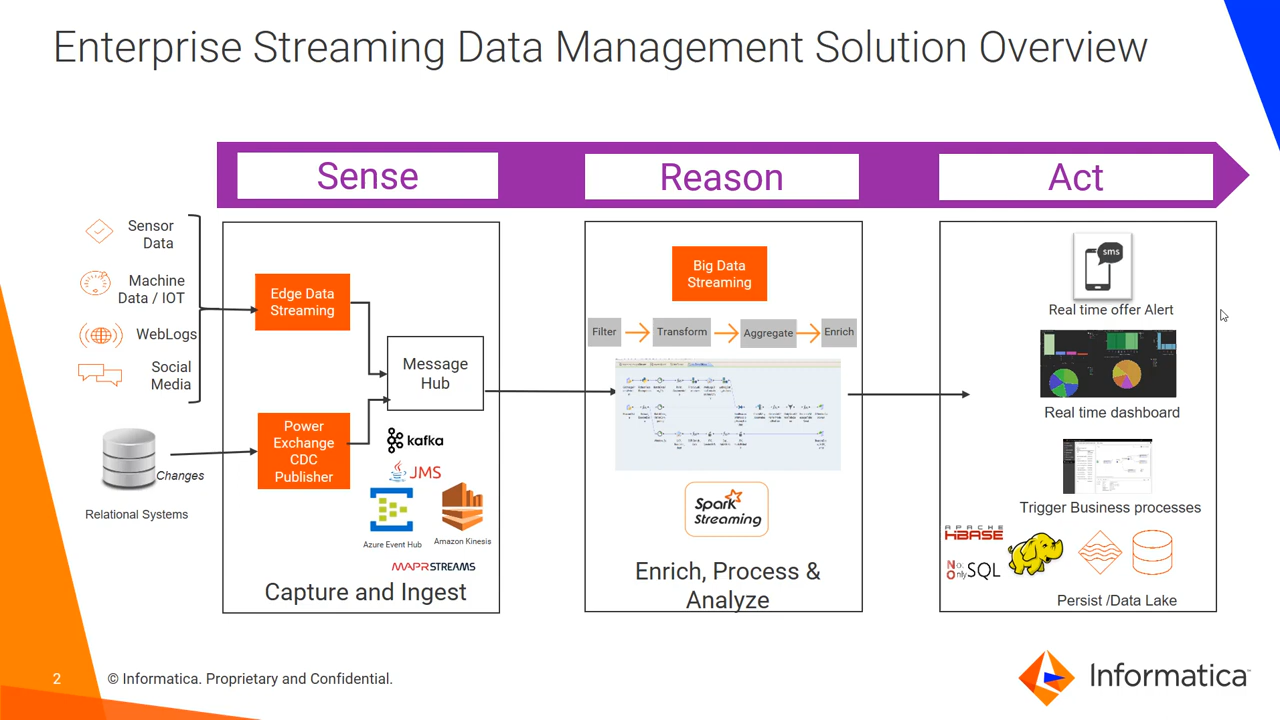 Enterprise Streaming Data Management Solution Overview
Sense
Reason
Act
Sensor
Data
Machine
Data / IOT
WebLogs
Social
Media
Changes
Relational Systems
Edge Data
Streaming
Power
Exchange
CDC
Publisher
Message
Hub
kafka
JMS
Azure Event Hub
Amazon Kinesis
MAPR STREAMS
Capture and Ingest
Big Data
Streaming
Filter
Transform
Aggregate
Enrich
Spark
Streaming
Enrich, Process &
Analyze
sms
Real time offer Alert
Real time dashboard
Trigger Business processes
APACHE
HBASE
Not
Only SQL
Persist /Data Lake
2
© Informatica. Proprietary and Confidential.
Informatica